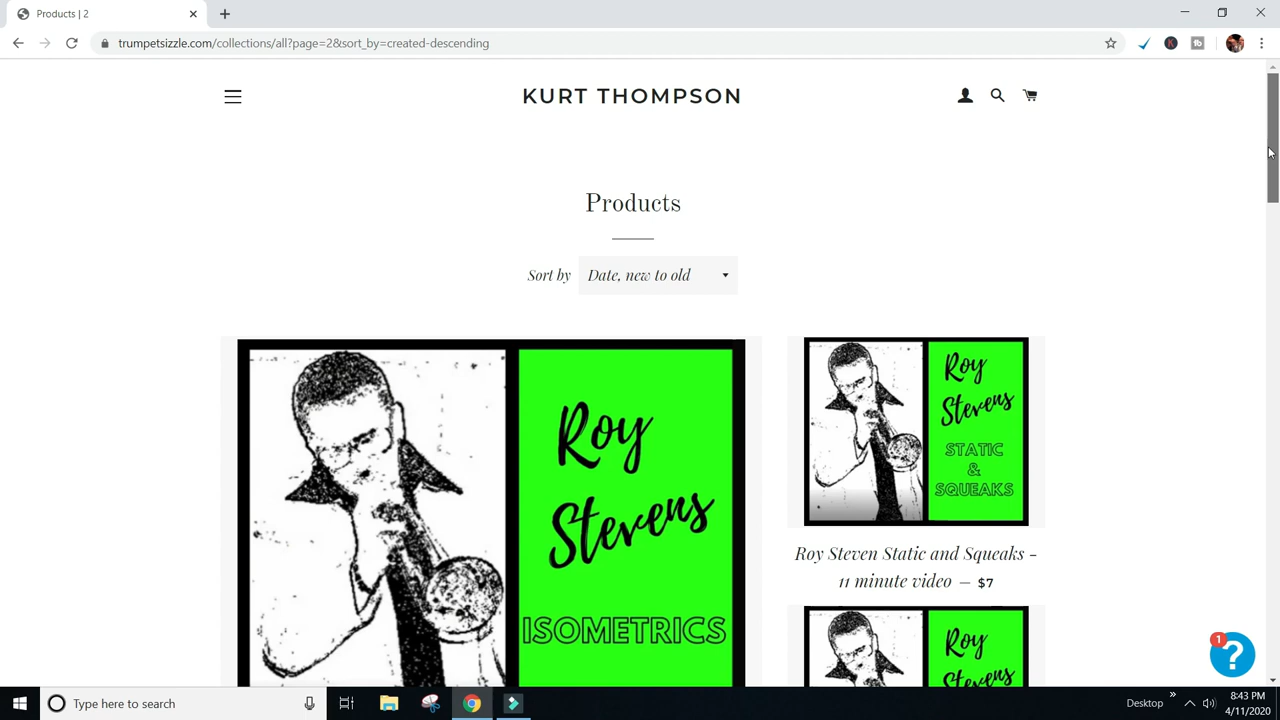 Products | 2
trumpetsizzle.com/collections/all?page=2&sort_by=created-descending
KURT THOMPSON
Products
Sort by Date, new to old
Roy
Stevens
ISOMETRICS
Roy
Stevens
STATIC
&
SQUEAKS
Roy Steven Static and Squeaks -
11 minute video — $7
Roy
Stevens
1
?
Type here to search
Desktop
8:43 PM
4/11/2020